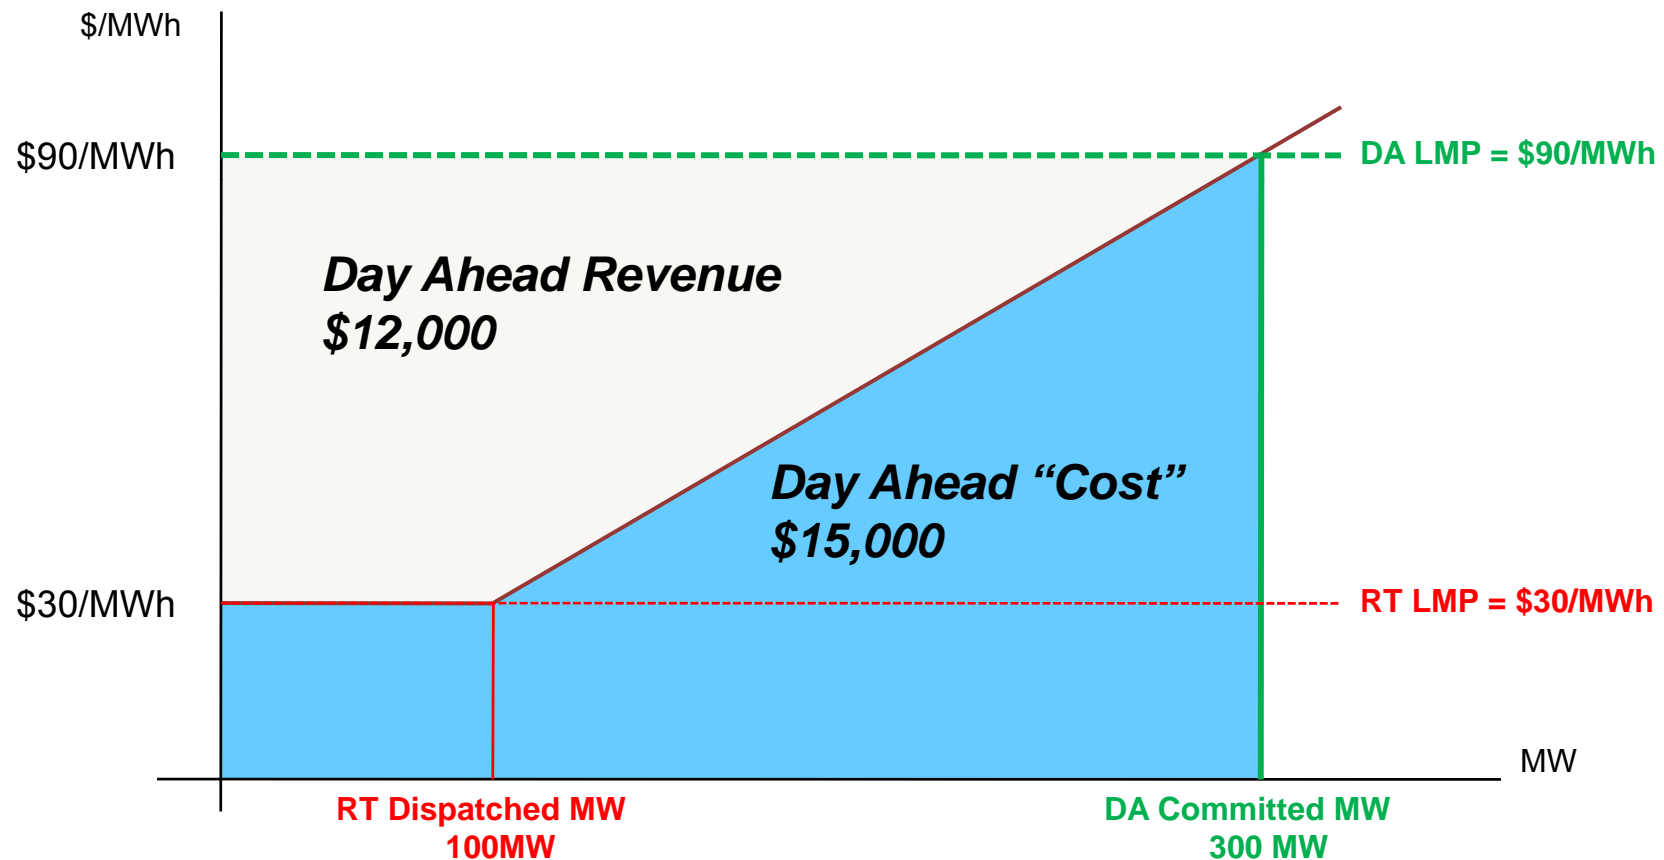 $/MWh
$90/MWh
DA LMP = $90/MWh
Day Ahead Revenue
$12,000
Day Ahead “Cost”
$15,000
$30/MWh
RT LMP = $30/MWh
MW
RT Dispatched MW
100MW
DA Committed MW
300 MW